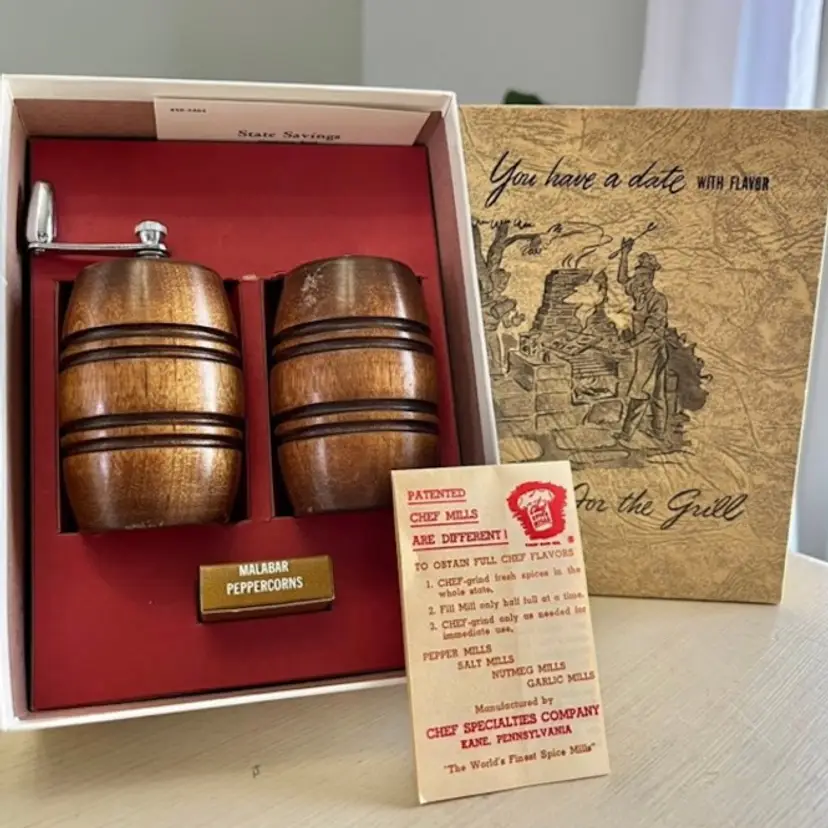 State Savings
You have a date WITH FLAVOR
For the Grill
MALABAR
PEPPERCORNS
PATENTED
CHEF MILLS
ARE DIFFERENT!
TO OBTAIN FULL CHEF FLAVORS
1. CHEF-grind fresh spices in the
whole state,
2. Fill Mill only half full at a time.
3. CHEF-grind only as needed for
immediate use,
PEPPER MILLS
SALT MILLS
NUTMEG MILLS
GARLIC MILLS
Manufactured by
CHEF SPECIALTIES COMPANY
KANE, PENNSYLVANIA
"The World's Finest Spice Mills"